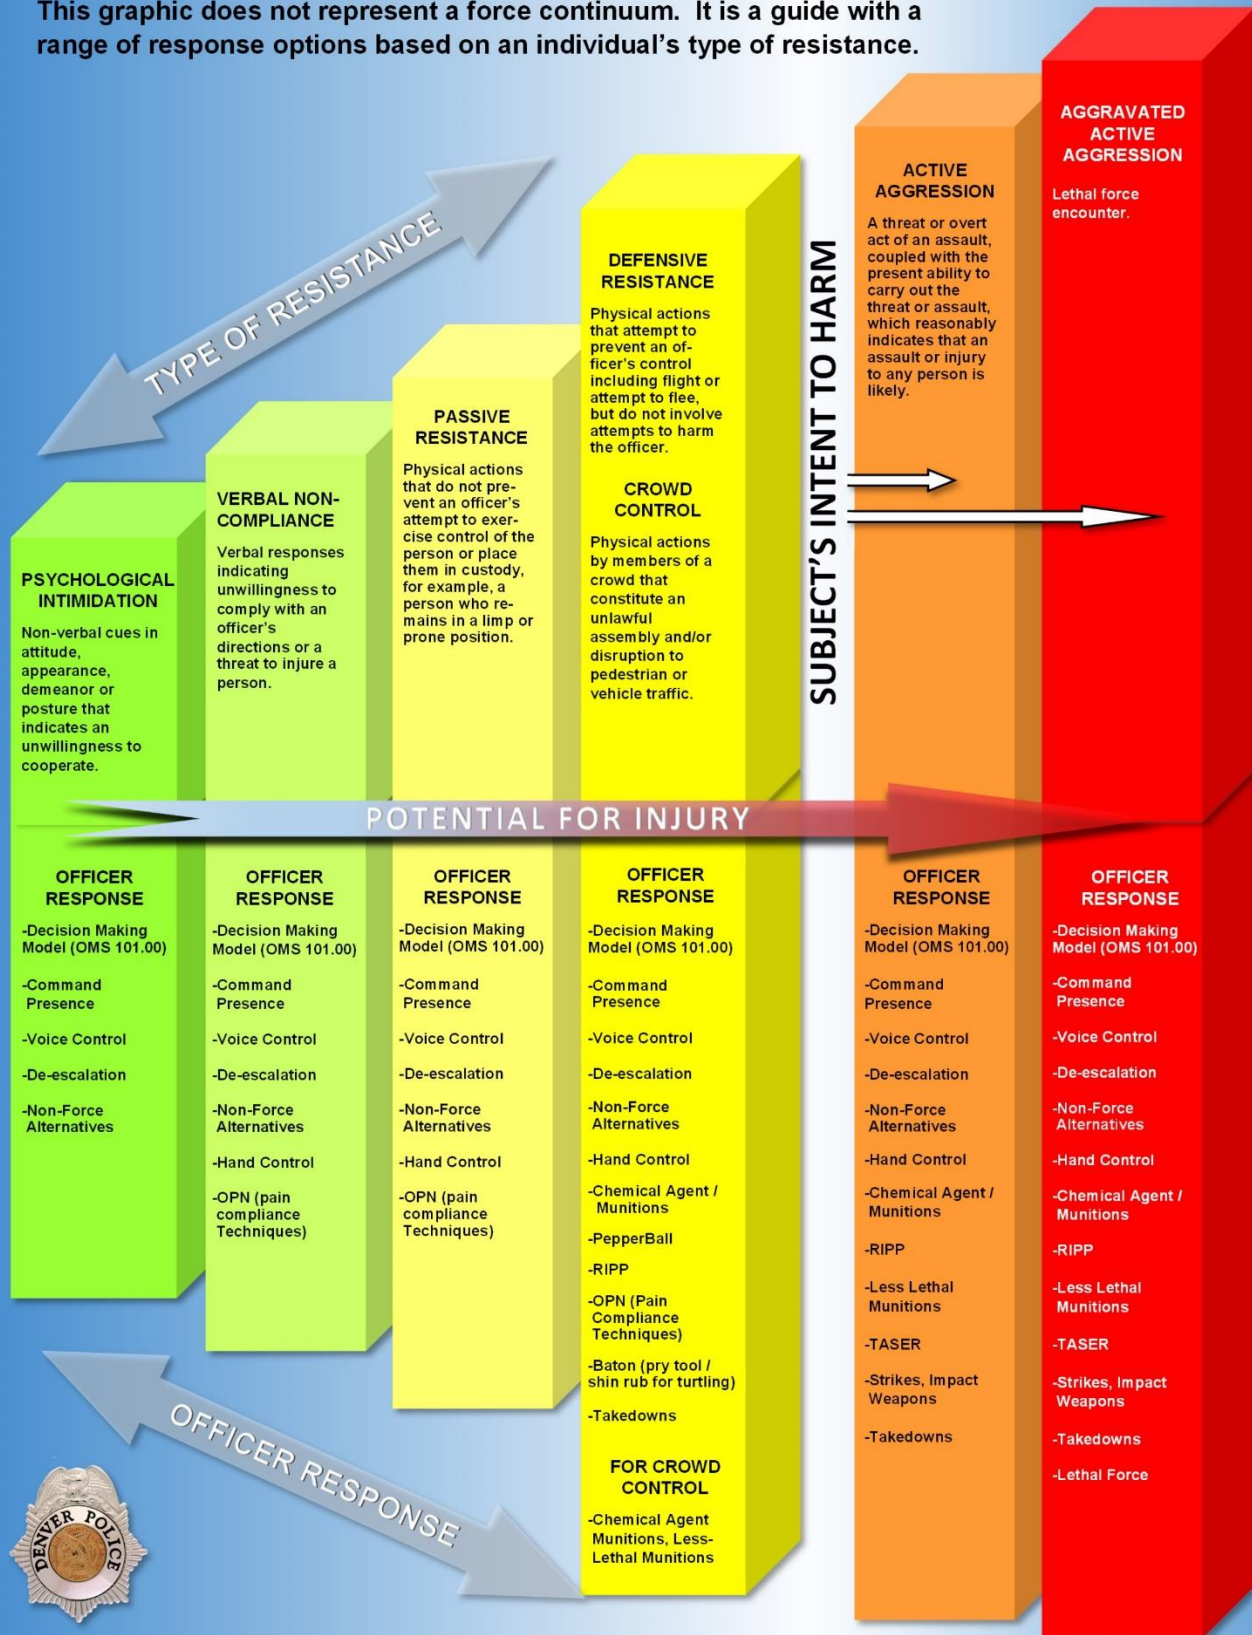 This graphic does not represent a force continuum. It is a guide with a
range of response options based on an individual's type of resistance.
TYPE OF RESISTANCE
PSYCHOLOGICAL
INTIMIDATION
Non-verbal cues in
attitude,
appearance,
demeanor or
posture that
indicates an
unwillingness to
cooperate.
VERBAL NON-
COMPLIANCE
Verbal responses
indicating
unwillingness to
comply with an
officer's
directions or a
threat to injure a
person.
PASSIVE
RESISTANCE
Physical actions
that do not pre-
vent an officer's
attempt to exer-
cise control of the
person or place
them in custody,
for example, a
person who re-
mains in a limp or
prone position.
DEFENSIVE
RESISTANCE
Physical actions
that attempt to
prevent an of-
ficer's control
including flight or
attempt to flee,
but do not involve
attempts to harm
the officer.
CROWD
CONTROL
Physical actions
by members of a
crowd that
constitute an
unlawful
assembly and/or
disruption to
pedestrian or
vehicle traffic.
SUBJECT'S INTENT TO HARM
ACTIVE
AGGRESSION
A threat or overt
act of an assault,
coupled with the
present ability to
carry out the
threat or assault,
which reasonably
indicates that an
assault or injury
to any person is
likely.
AGGRAVATED
ACTIVE
AGGRESSION
Lethal force
encounter.
POTENTIAL FOR INJURY
OFFICER
RESPONSE
-Decision Making
Model (OMS 101.00)
-Command
Presence
-Voice Control
-De-escalation
-Non-Force
Alternatives
OFFICER
RESPONSE
-Decision Making
Model (OMS 101.00)
-Command
Presence
-Voice Control
-De-escalation
-Non-Force
Alternatives
-Hand Control
-OPN (pain
compliance
Techniques)
OFFICER
RESPONSE
-Decision Making
Model (OMS 101.00)
-Command
Presence
-Voice Control
-De-escalation
-Non-Force
Alternatives
-Hand Control
-OPN (pain
compliance
Techniques)
OFFICER
RESPONSE
-Decision Making
Model (OMS 101.00)
-Command
Presence
-Voice Control
-De-escalation
-Non-Force
Alternatives
-Hand Control
-Chemical Agent /
Munitions
-PepperBall
-RIPP
-OPN (Pain
Compliance
Techniques)
-Baton (pry tool /
shin rub for turtling)
-Takedowns
FOR CROWD
CONTROL
-Chemical Agent
Munitions, Less-
Lethal Munitions
OFFICER
RESPONSE
-Decision Making
Model (OMS 101.00)
-Command
Presence
-Voice Control
-De-escalation
-Non-Force
Alternatives
-Hand Control
-Chemical Agent /
Munitions
-RIPP
-Less Lethal
Munitions
-TASER
-Strikes, Impact
Weapons
-Takedowns
OFFICER
RESPONSE
-Decision Making
Model (OMS 101.00)
-Command
Presence
-Voice Control
-De-escalation
-Non-Force
Alternatives
-Hand Control
-Chemical Agent /
Munitions
-RIPP
-Less Lethal
Munitions
-TASER
-Strikes, Impact
Weapons
-Takedowns
-Lethal Force
OFFICER RESPONSE
DENVER POLICE